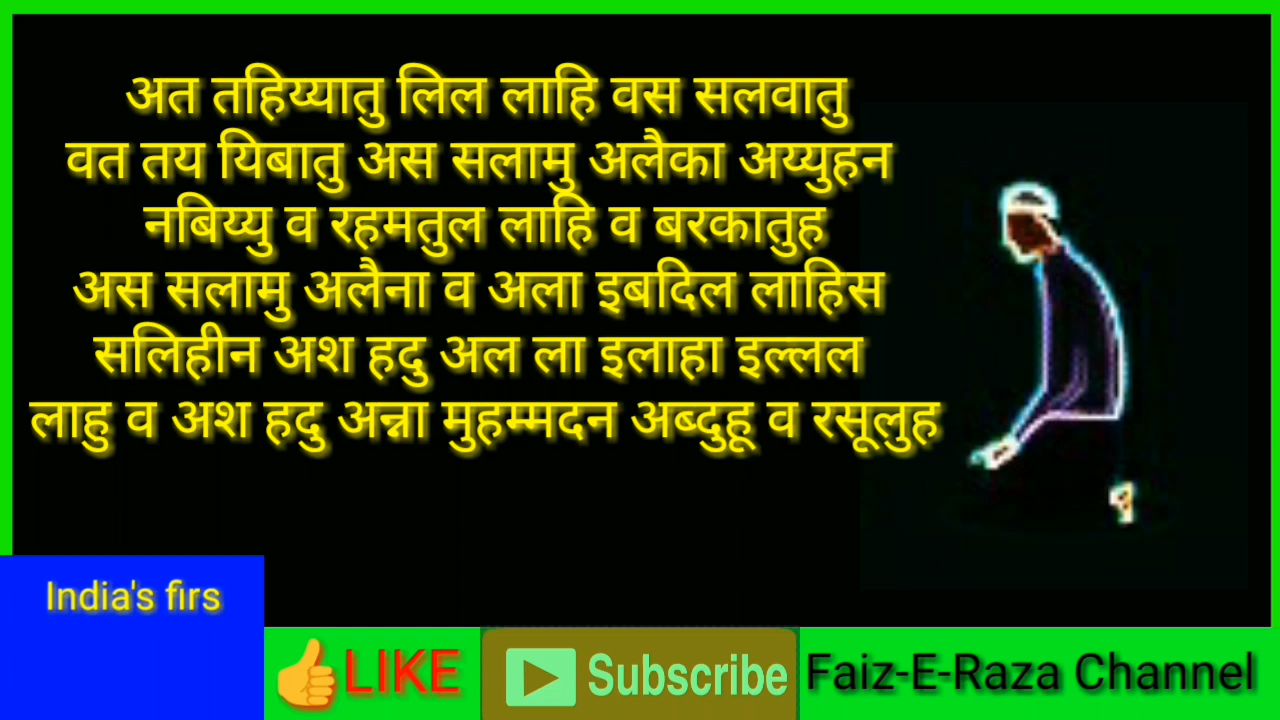 अत तहिय्यातु लिल लाहि वस सलवातु
वत तय यिबातु अस सलामु अलैका अय्युहन
नबिय्यु व रहमतुल लाहि व बरकातुह
अस सलामु अलैना व अला इबदिल लाहिस
सलिहीन अश हदु अल ला इलाहा इल्लल
लाहु व अश हदु अन्ना मुहम्मदन अब्दुहू व रसूलुह
India's firs
LIKE
Subscribe
Faiz-E-Raza Channel